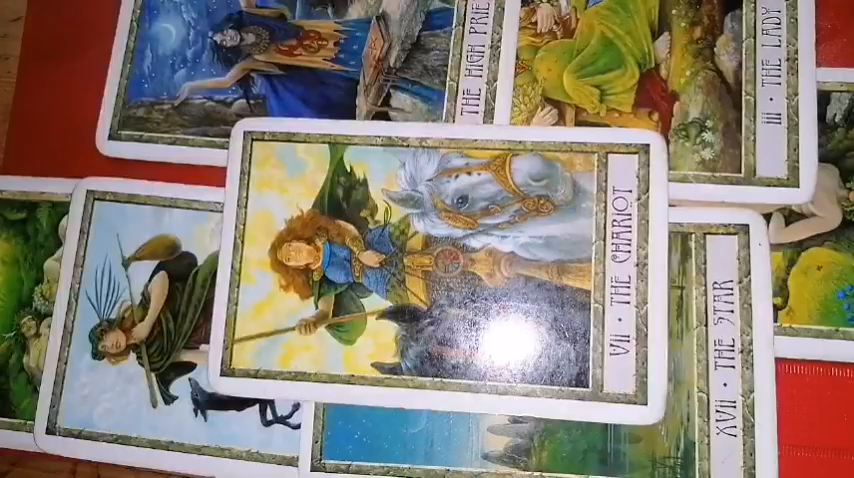 THE HIGH PRIE
III • THE LADY
VII • THE CHARIOT
XVII • THE STAR